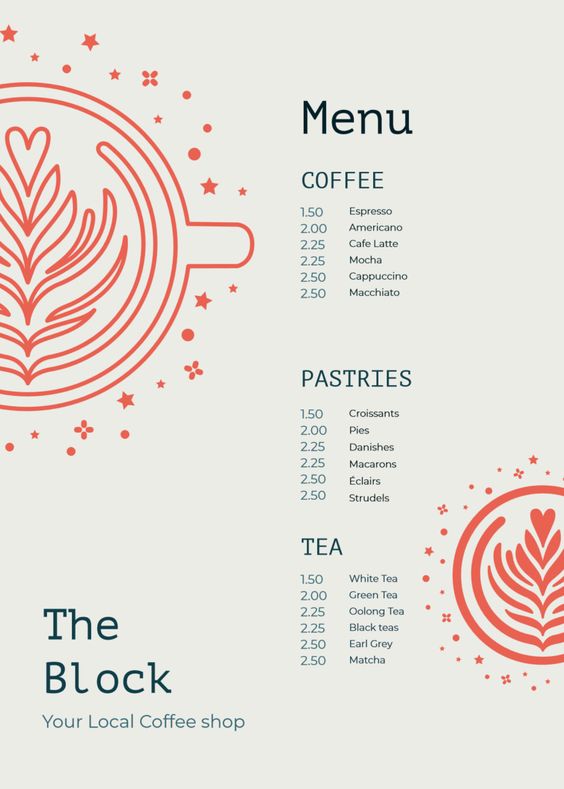 Menu
COFFEE
1.50 Espresso
2.00 Americano
2.25 Cafe Latte
2.25 Mocha
2.50 Cappuccino
2.50 Macchiato
PASTRIES
1.50 Croissants
2.00 Pies
2.25 Danishes
2.25 Macarons
2.50 Éclairs
2.50 Strudels
TEA
1.50 White Tea
2.00 Green Tea
2.25 Oolong Tea
2.25 Black teas
2.50 Earl Grey
2.50 Matcha
The
Block
Your Local Coffee shop